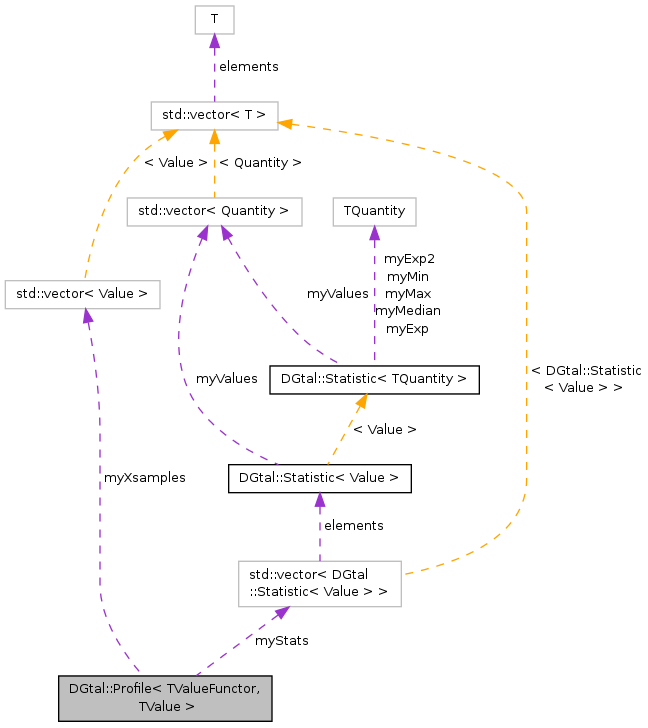 T
elements
std::vector< T >
< Value >
< Quantity >
std::vector< Quantity >
TQuantity
myExp2
myMin
myMax
myMedian
myExp
std::vector< Value >
myValues
DGtal::Statistic< TQuantity >
< DGtal::Statistic
< Value > >
myValues
< Value >
DGtal::Statistic< Value >
myXsamples
elements
std::vector< DGtal
::Statistic< Value > >
myStats
DGtal::Profile< TValueFunctor,
TValue >